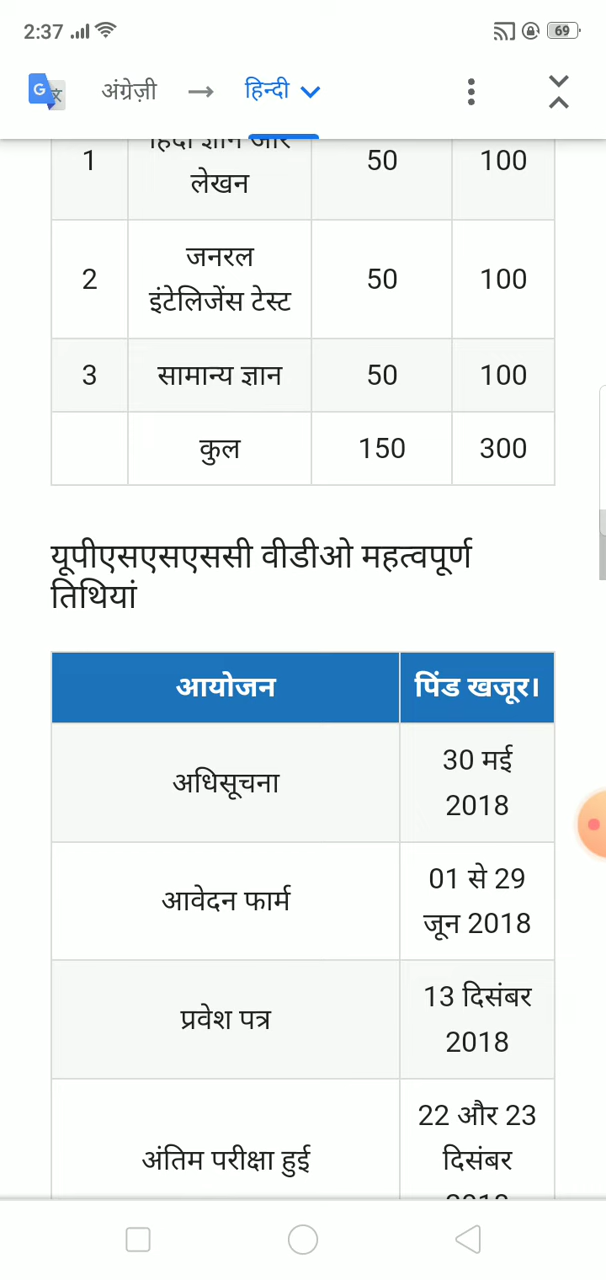 2:37 69
अंग्रेज़ी → हिन्दी
1 लेखन 50 100
2 जनरल इंटेलिजेंस टेस्ट 50 100
3 सामान्य ज्ञान 50 100
कुल 150 300
यूपीएसएसएससी वीडीओ महत्वपूर्ण
तिथियां
आयोजन पिंड खजूर।
अधिसूचना 30 मई 2018
आवेदन फार्म 01 से 29 जून 2018
प्रवेश पत्र 13 दिसंबर 2018
अंतिम परीक्षा हुई 22 और 23 दिसंबर